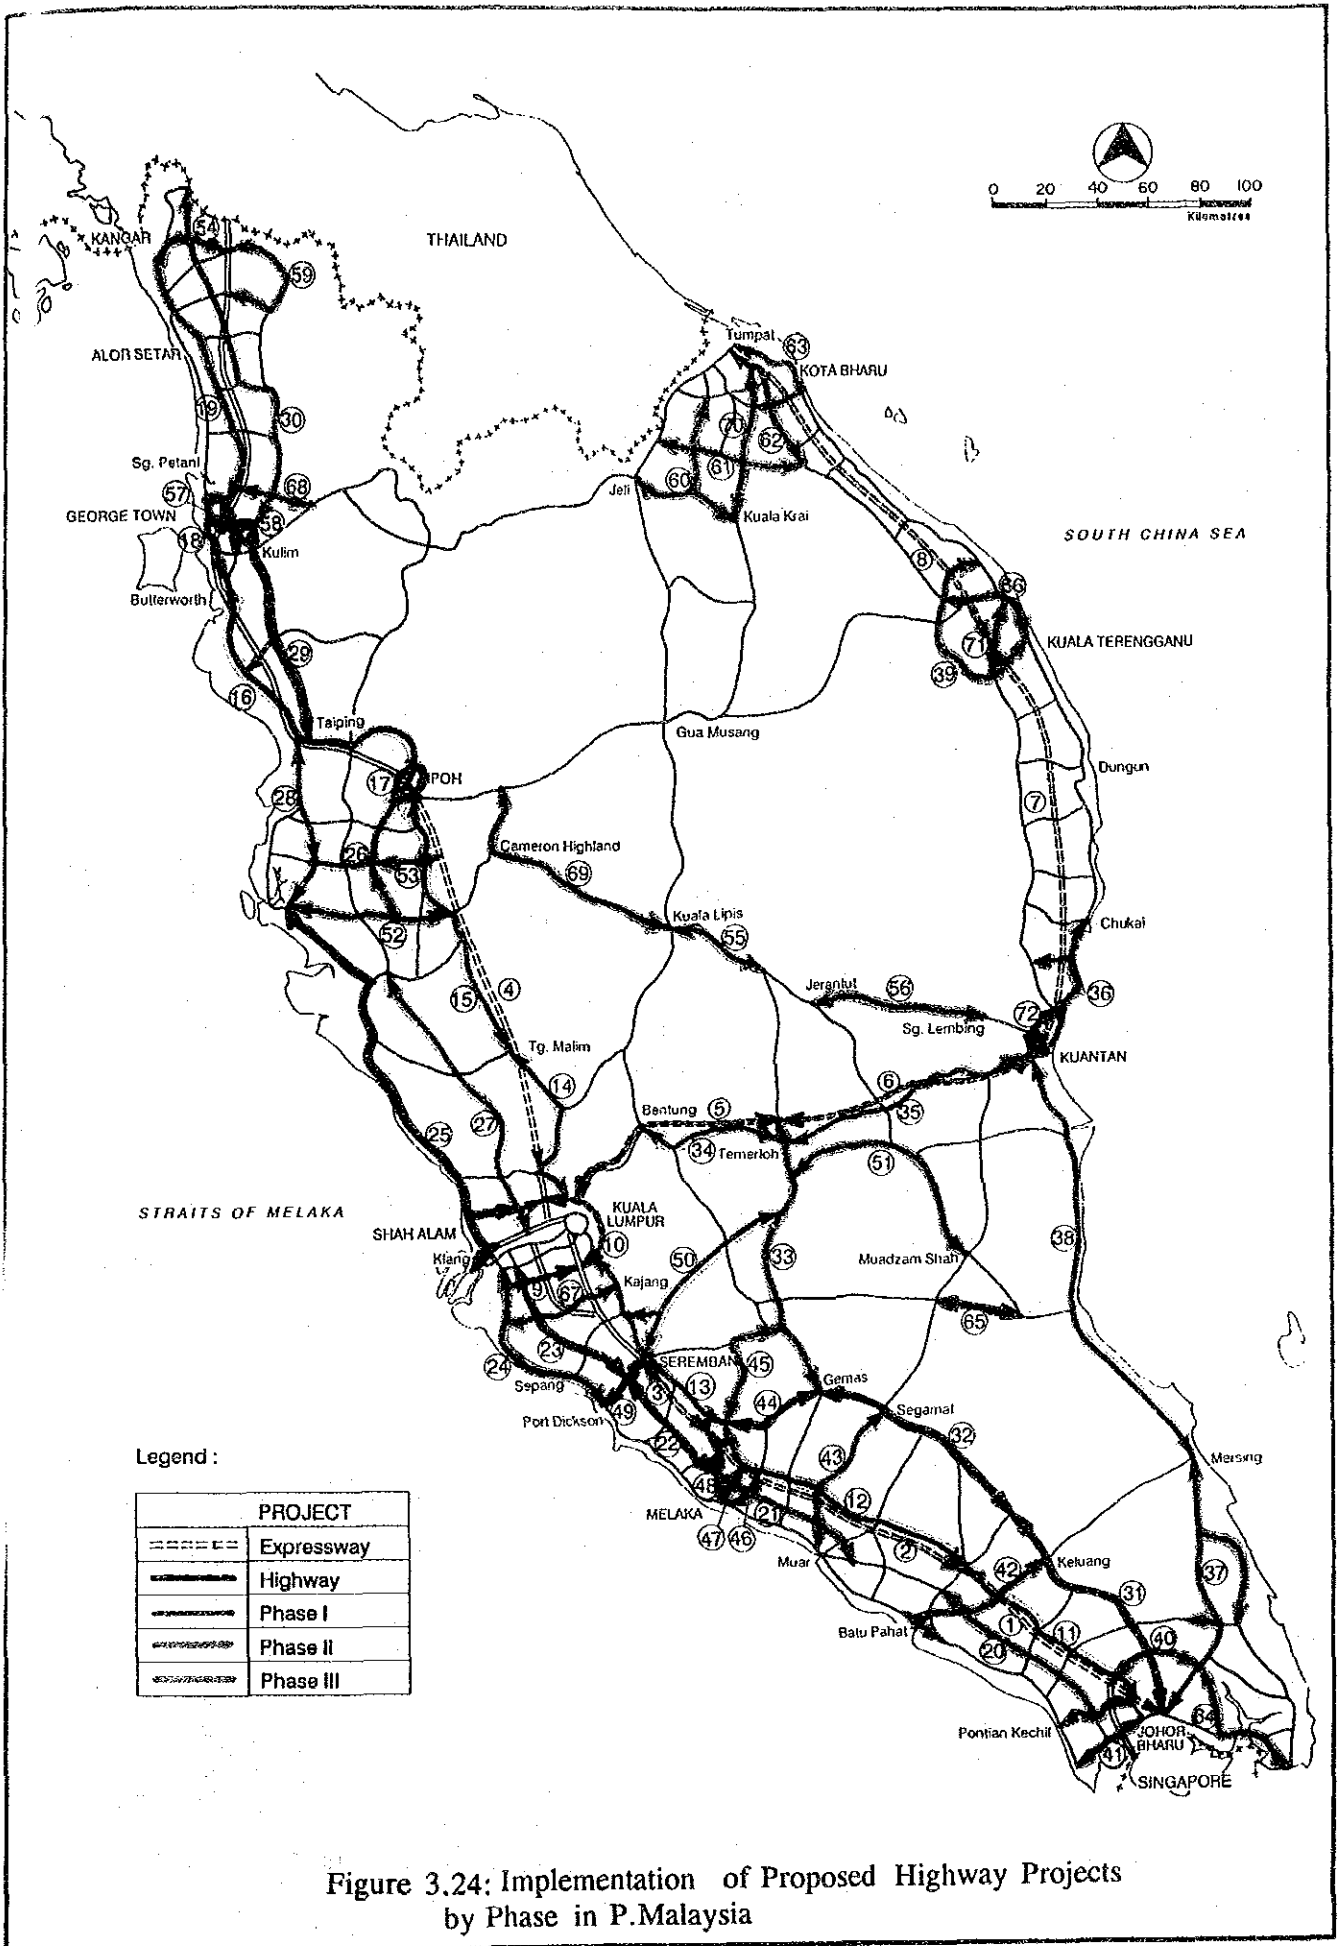 0 20 40 60 80 100
Kilometres
THAILAND
KANGAR
54
59
ALOR SETAR
19
30
Sg. Petani
57
68
GEORGE TOWN
58
18
Kulim
Butterworth
29
16
Taiping
17
IPOH
28
Tumpat
63
KOTA BHARU
70
62
61
60
Jeli
Kuala Krai
SOUTH CHINA SEA
8
66
71
KUALA TERENGGANU
39
Gua Musang
Dungun
7
26
53
Cameron Highland
69
52
Kuala Lipis
55
Chukai
15
4
Jerantut
56
36
Sg. Lembing
72
KUANTAN
Tg. Malim
14
6
Bentung
5
35
27
25
34
Temerloh
51
STRAITS OF MELAKA
KUALA
LUMPUR
SHAH ALAM
10
Klang
50
33
38
Muadzam Shah
9
67
Kajang
65
23
24
SEREMBAN
45
Sepang
3
13
Gemas
49
44
Segamat
Port Dickson
32
22
43
Mersing
48
12
MELAKA
21
47
46
2
Muar
42
Keluang
31
37
Batu Pahat
1
11
20
40
Pontian Kechil
64
JOHOR
BHARU
41
SINGAPORE
Legend :
PROJECT
Expressway
Highway
Phase I
Phase II
Phase III
Figure 3.24: Implementation of Proposed Highway Projects
by Phase in P.Malaysia